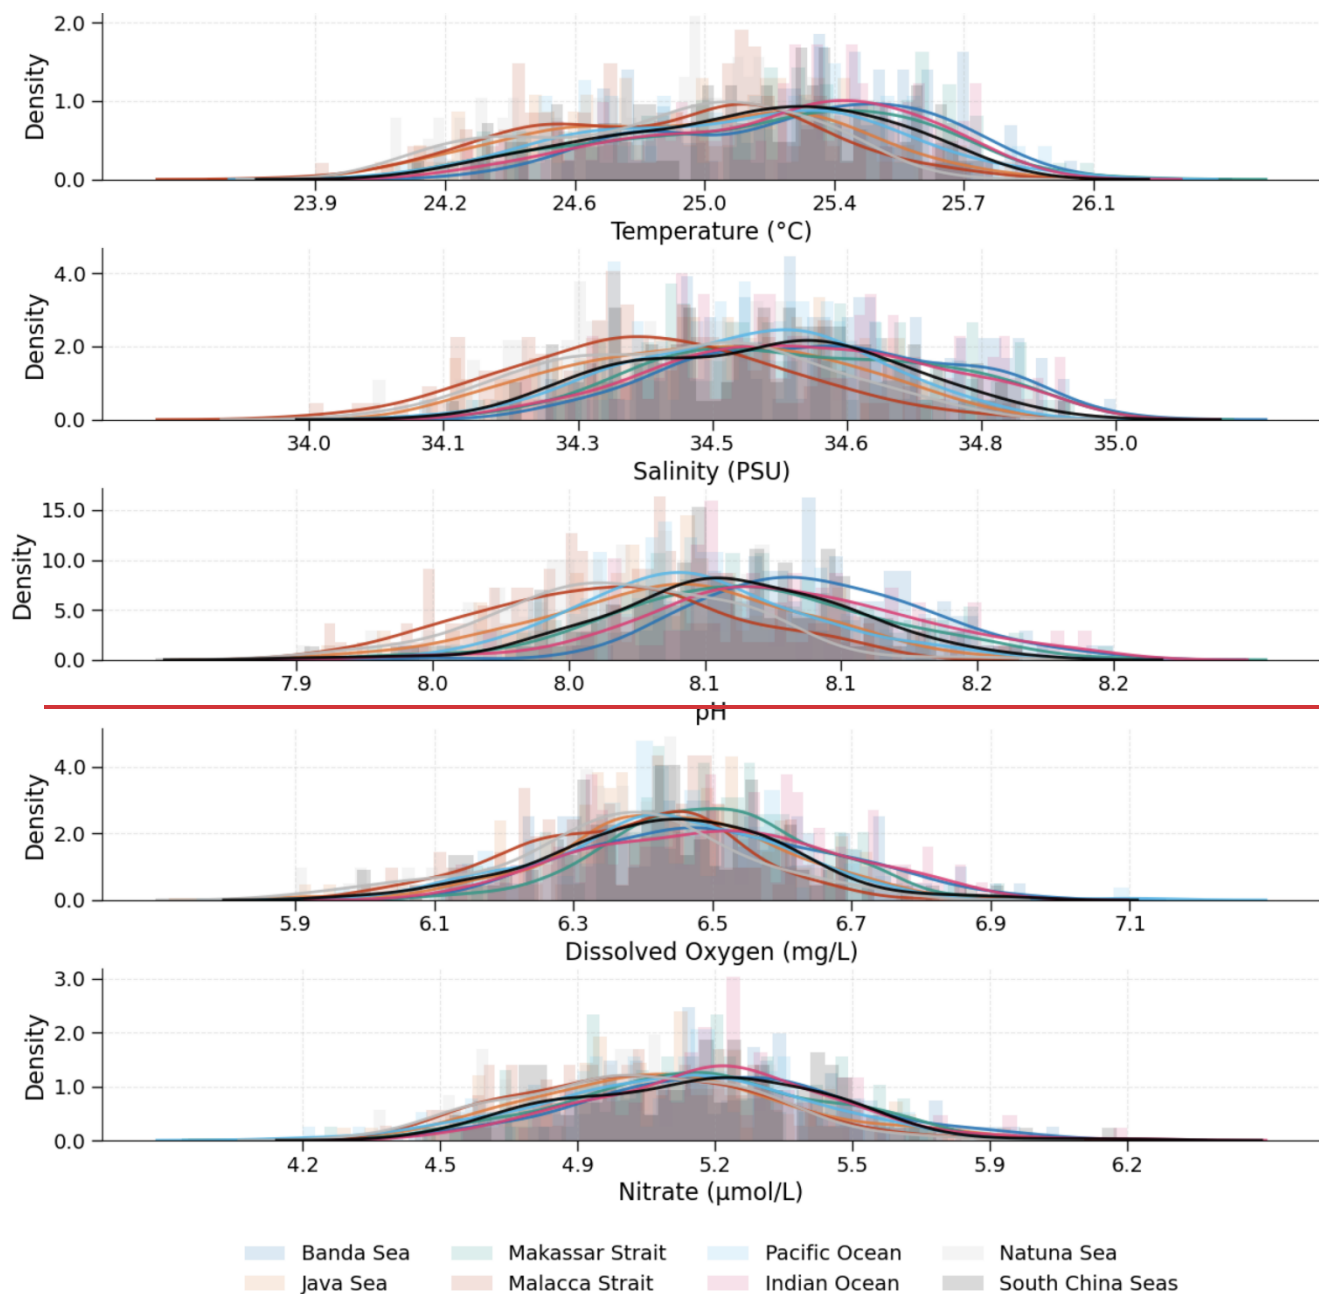 2.0
1.0
0.0
Density
23.9 24.2 24.6 25.0 25.4 25.7 26.1
Temperature (°C)
4.0
2.0
0.0
Density
34.0 34.1 34.3 34.5 34.6 34.8 35.0
Salinity (PSU)
15.0
10.0
5.0
0.0
Density
7.9 8.0 8.0 8.1 8.1 8.2 8.2
pH
4.0
2.0
0.0
Density
5.9 6.1 6.3 6.5 6.7 6.9 7.1
Dissolved Oxygen (mg/L)
3.0
2.0
1.0
0.0
Density
4.2 4.5 4.9 5.2 5.5 5.9 6.2
Nitrate (μmol/L)
Banda Sea Makassar Strait Pacific Ocean Natuna Sea
Java Sea Malacca Strait Indian Ocean South China Seas